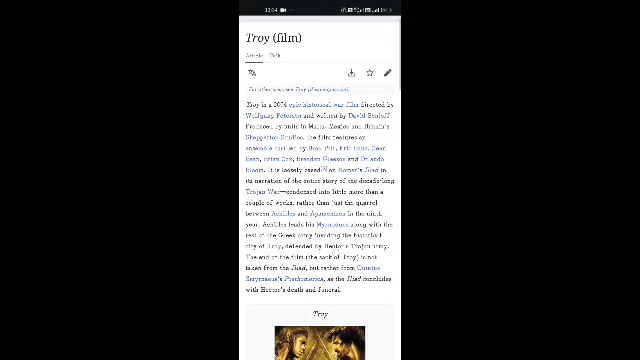 Troy (film)
Article Talk
For other uses, see Troy (disambiguation).
Troy is a 2004 epic historical war film directed by
Wolfgang Petersen and written by David Benioff.
Produced by units in Malta, Mexico and Britain's
Shepperton Studios, the film features an
ensemble cast led by Brad Pitt, Eric Bana, Sean
Bean, Brian Cox, Brendan Gleeson and Orlando
Bloom. It is loosely based on Homer's Iliad in
its narration of the entire story of the decade-long
Trojan War—condensed into little more than a
couple of weeks, rather than just the quarrel
between Achilles and Agamemnon in the ninth
year. Achilles leads his Myrmidons along with the
rest of the Greek army invading the historical
city of Troy, defended by Hector's Trojan army.
The end of the film (the sack of Troy) is not
taken from the Iliad, but rather from Quintus
Smyrnaeus's Posthomerica, as the Iliad concludes
with Hector's death and funeral.
Troy